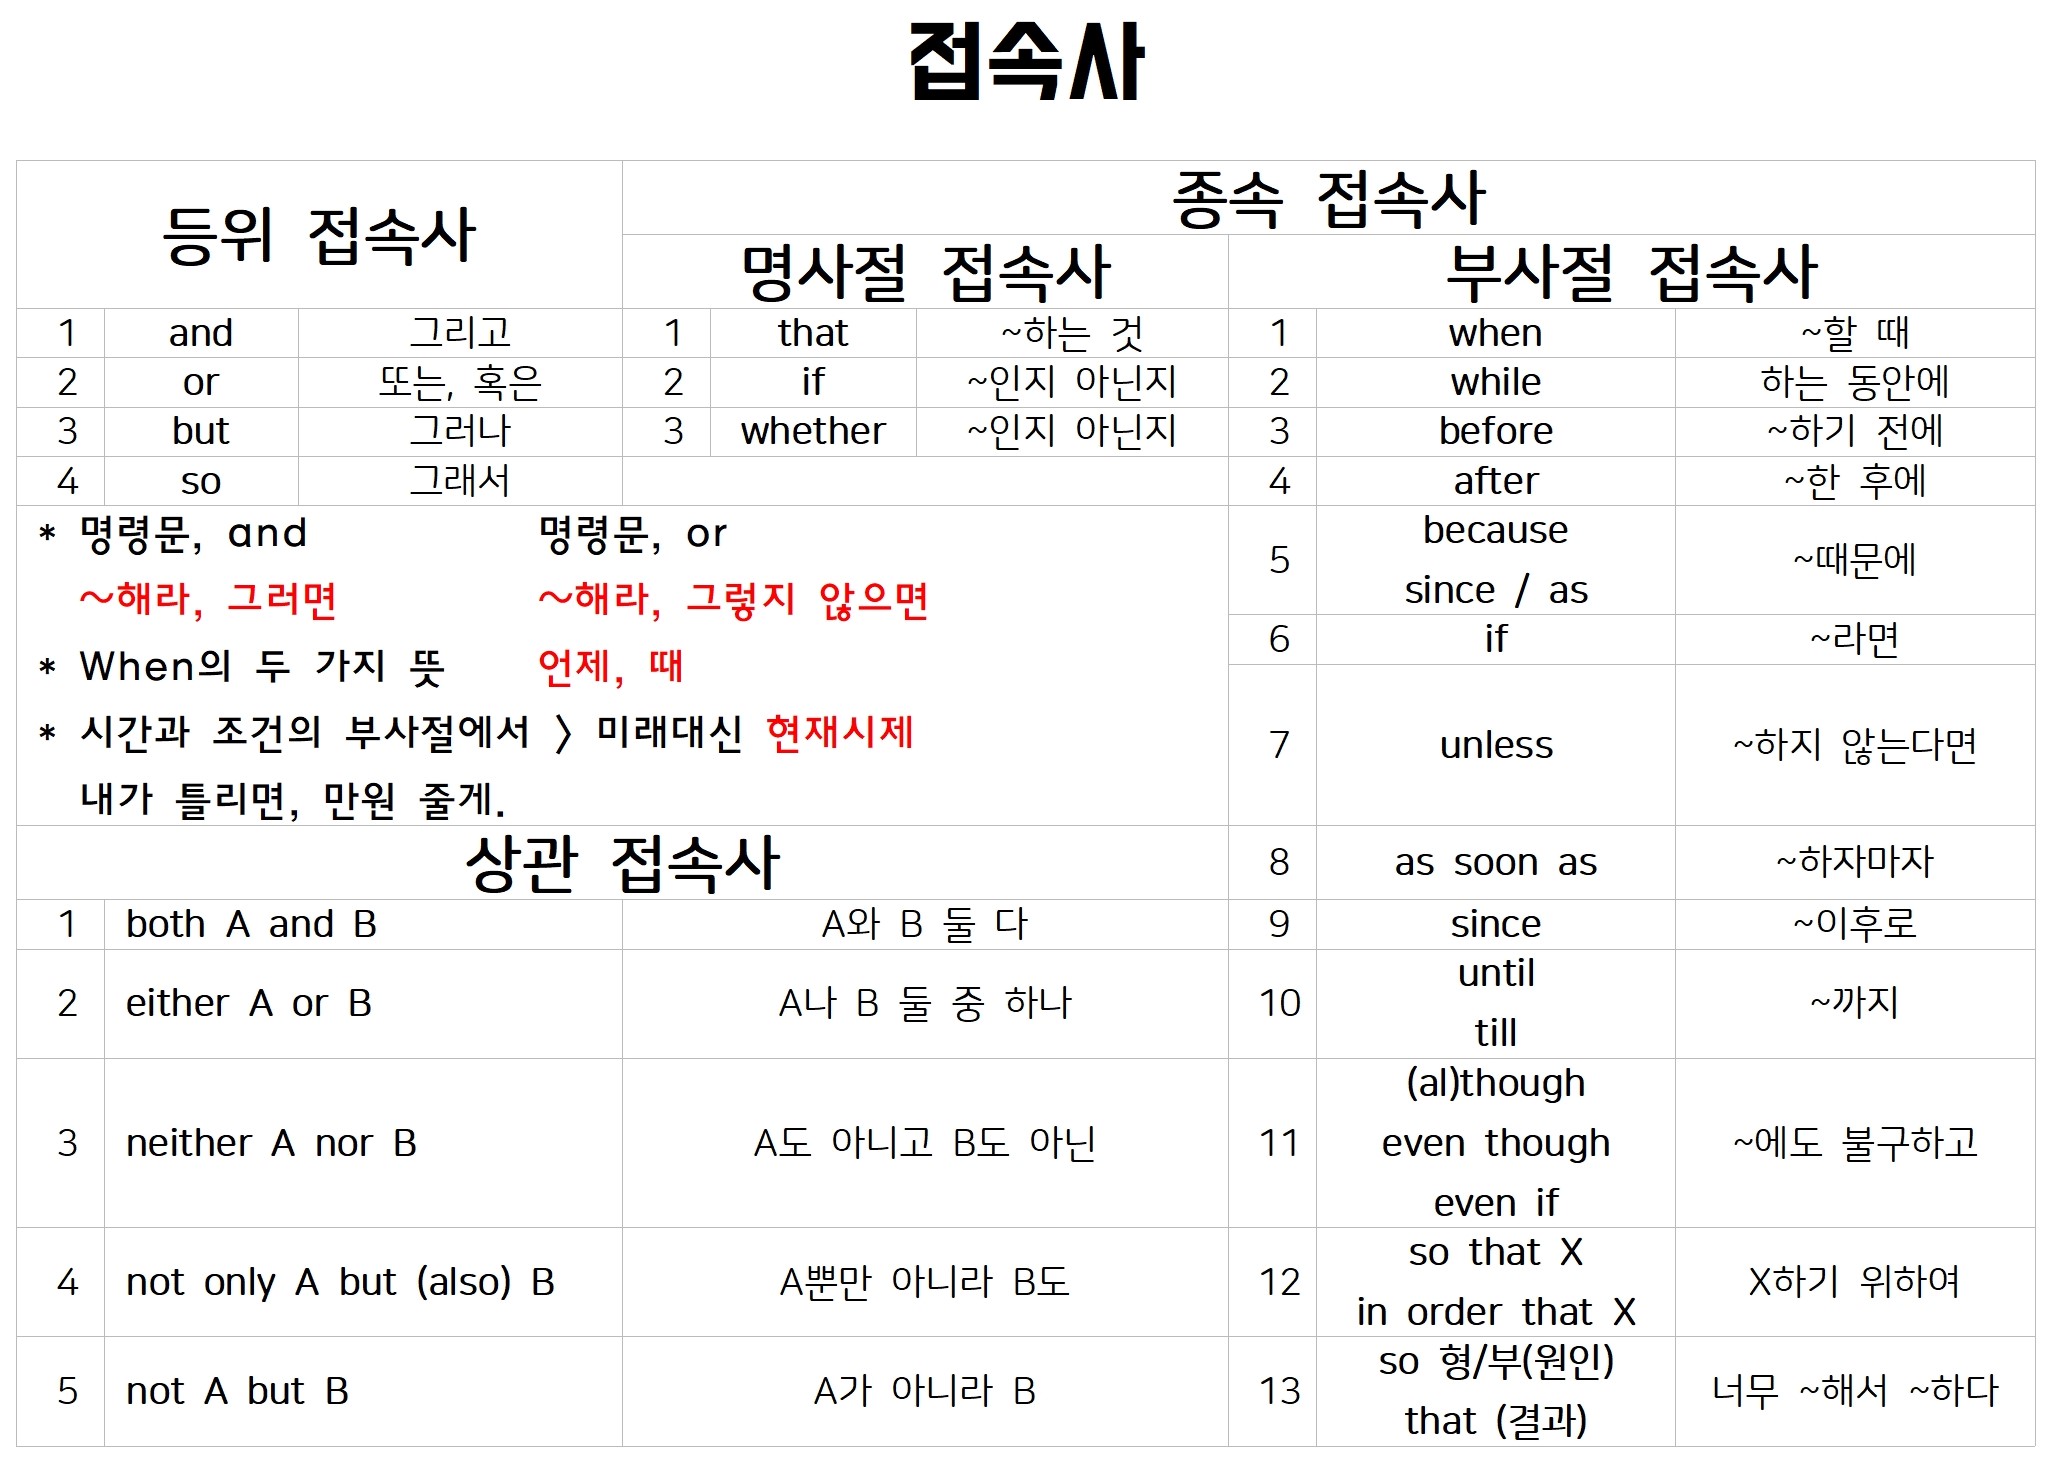 접속사
등위 접속사
종속 접속사
명사절 접속사
부사절 접속사
1 and 그리고 1 that ~하는 것 1 when ~할 때
2 or 또는, 혹은 2 if ~인지 아닌지 2 while 하는 동안에
3 but 그러나 3 whether ~인지 아닌지 3 before ~하기 전에
4 so 그래서 4 after ~한 후에
* 명령문, and 명령문, or
~해라, 그러면 ~해라, 그렇지 않으면
* When의 두 가지 뜻 언제, 때
* 시간과 조건의 부사절에서 > 미래대신 현재시제
내가 틀리면, 만원 줄게.
5 because ~때문에
since / as
6 if ~라면
7 unless ~하지 않는다면
상관 접속사
8 as soon as ~하자마자
1 both A and B A와 B 둘 다 9 since ~이후로
2 either A or B A나 B 둘 중 하나 10 until ~까지
till
3 neither A nor B A도 아니고 B도 아닌 11 (al)though ~에도 불구하고
even though
even if
4 not only A but (also) B A뿐만 아니라 B도 12 so that X X하기 위하여
in order that X
5 not A but B A가 아니라 B 13 so 형/부(원인) 너무 ~해서 ~하다
that (결과)